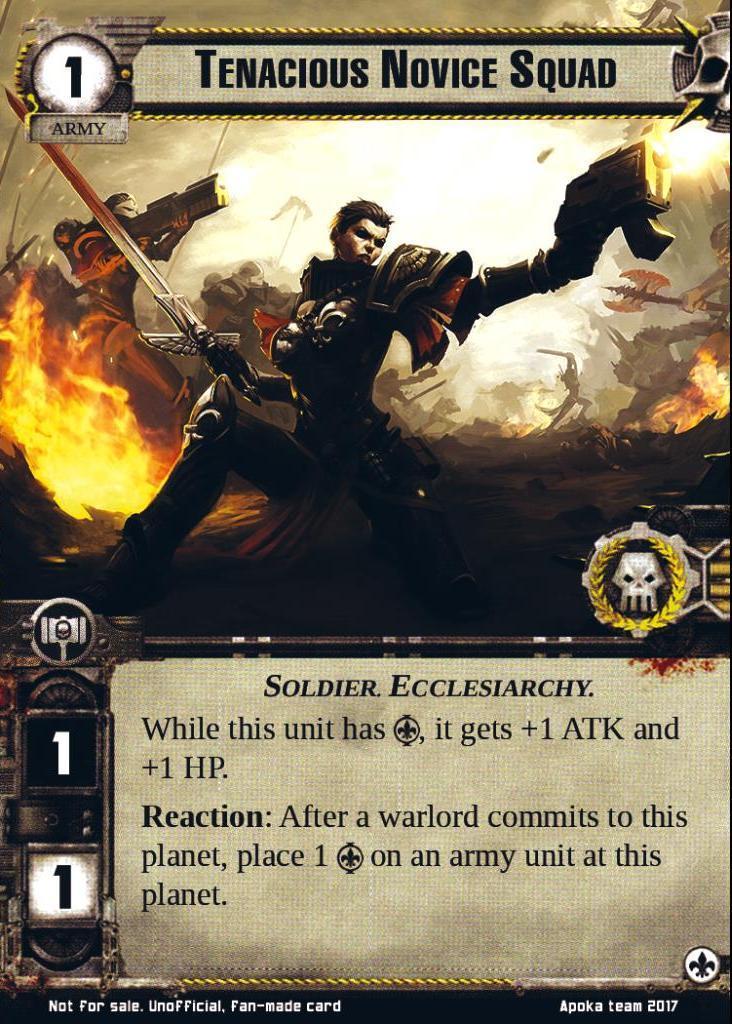 1
TENACIOUS NOVICE SQUAD
ARMY
SOLDIER. ECCLESIARCHY.
While this unit has , it gets +1 ATK and
+1 HP.
1
Reaction: After a warlord commits to this
planet, place 1 on an army unit at this
planet.
1
Not for sale. Unofficial, fan-made card
Apoka team 2017